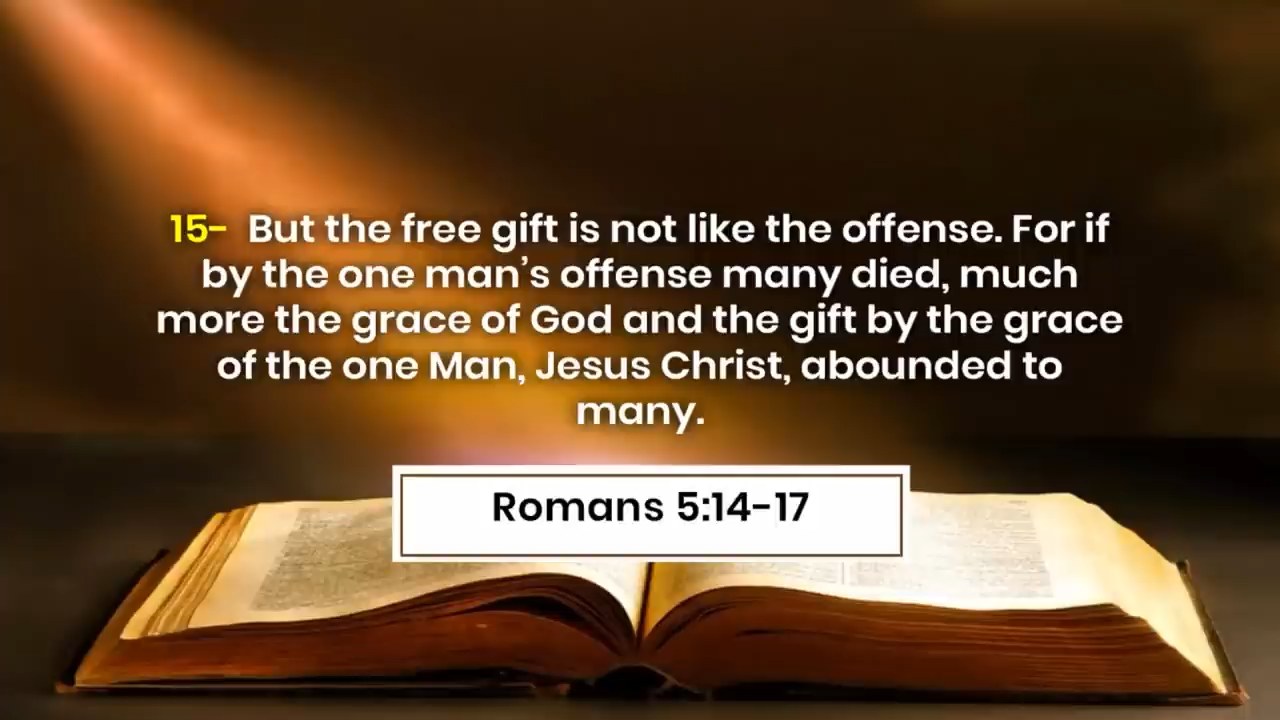 15- But the free gift is not like the offense. For if
by the one man’s offense many died, much
more the grace of God and the gift by the grace
of the one Man, Jesus Christ, abounded to
many.
Romans 5:14-17